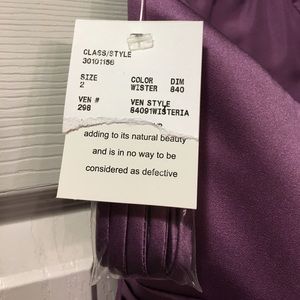 CLASS/STYLE
30101156
SIZE COLOR DIM
2 WISTER 840
VEN # VEN STYLE
298 84091WISTERIA
adding to its natural beauty
and is in no way to be
considered as defective